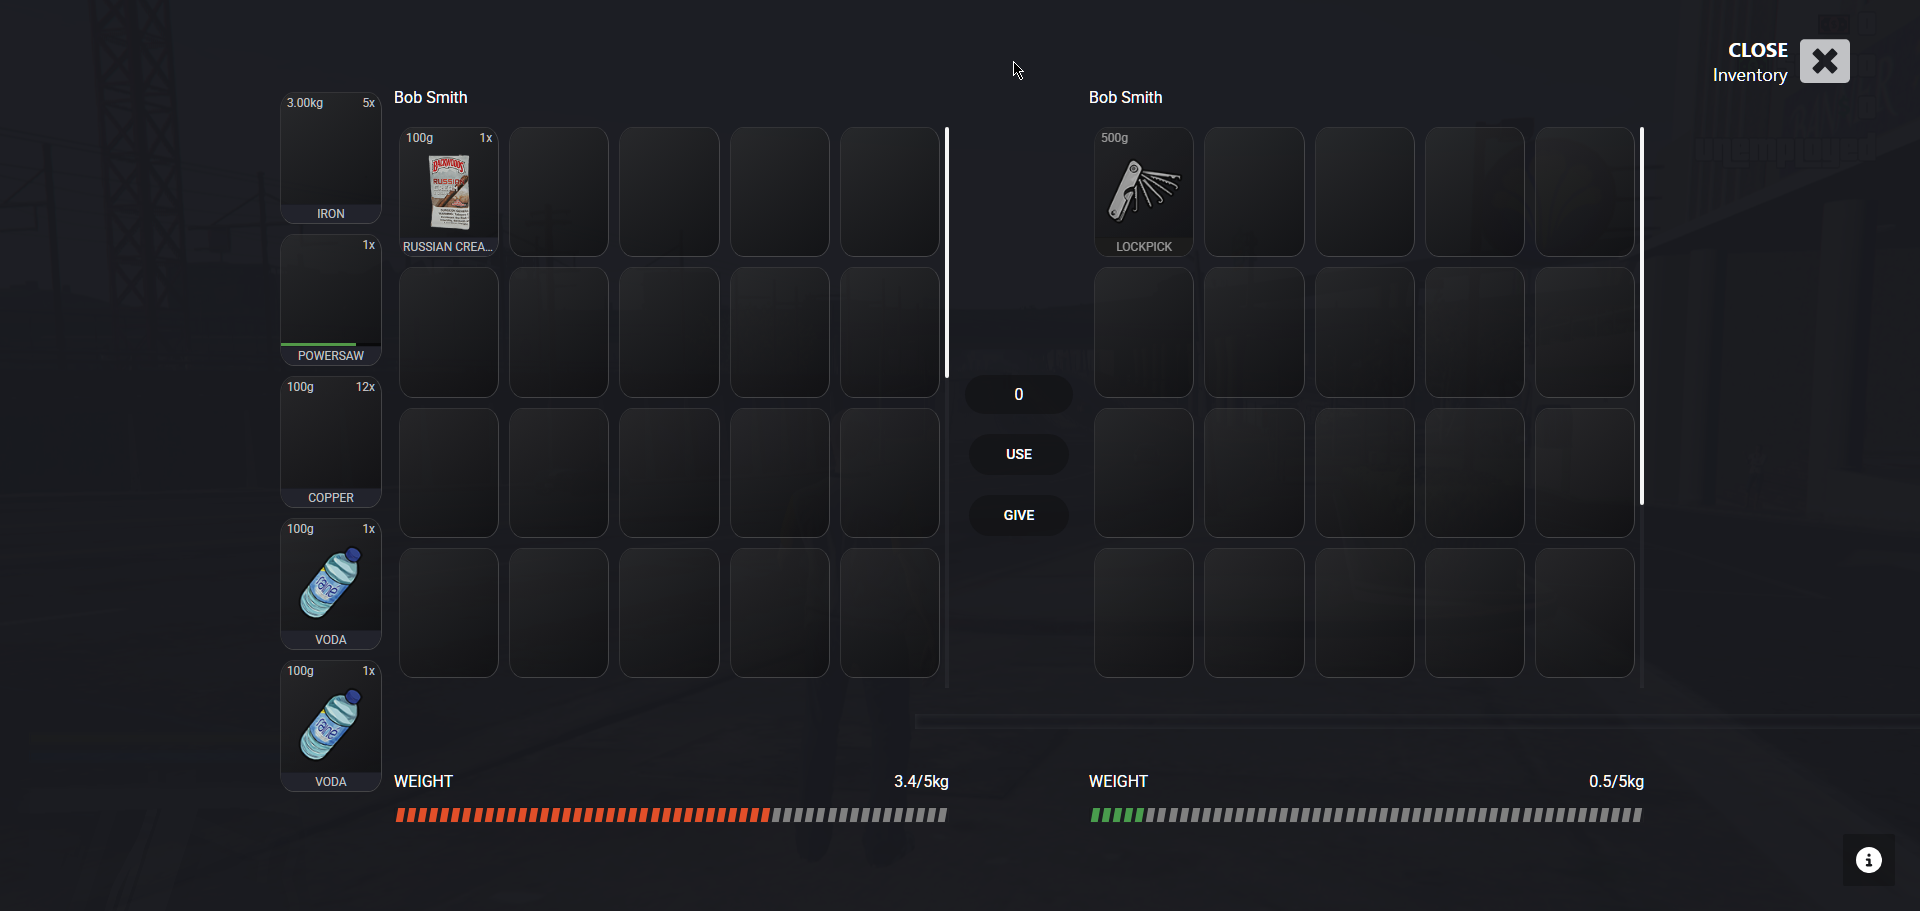 CLOSE
Inventory
Bob Smith
Bob Smith
3.00kg 5x
IRON
1x
POWERSAW
100g 12x
COPPER
100g 1x
VODA
100g 1x
VODA
100g 1x
BACKWOODS
RUSSIAN CREA...
500g
LOCKPICK
0
USE
GIVE
WEIGHT 3.4/5kg
WEIGHT 0.5/5kg